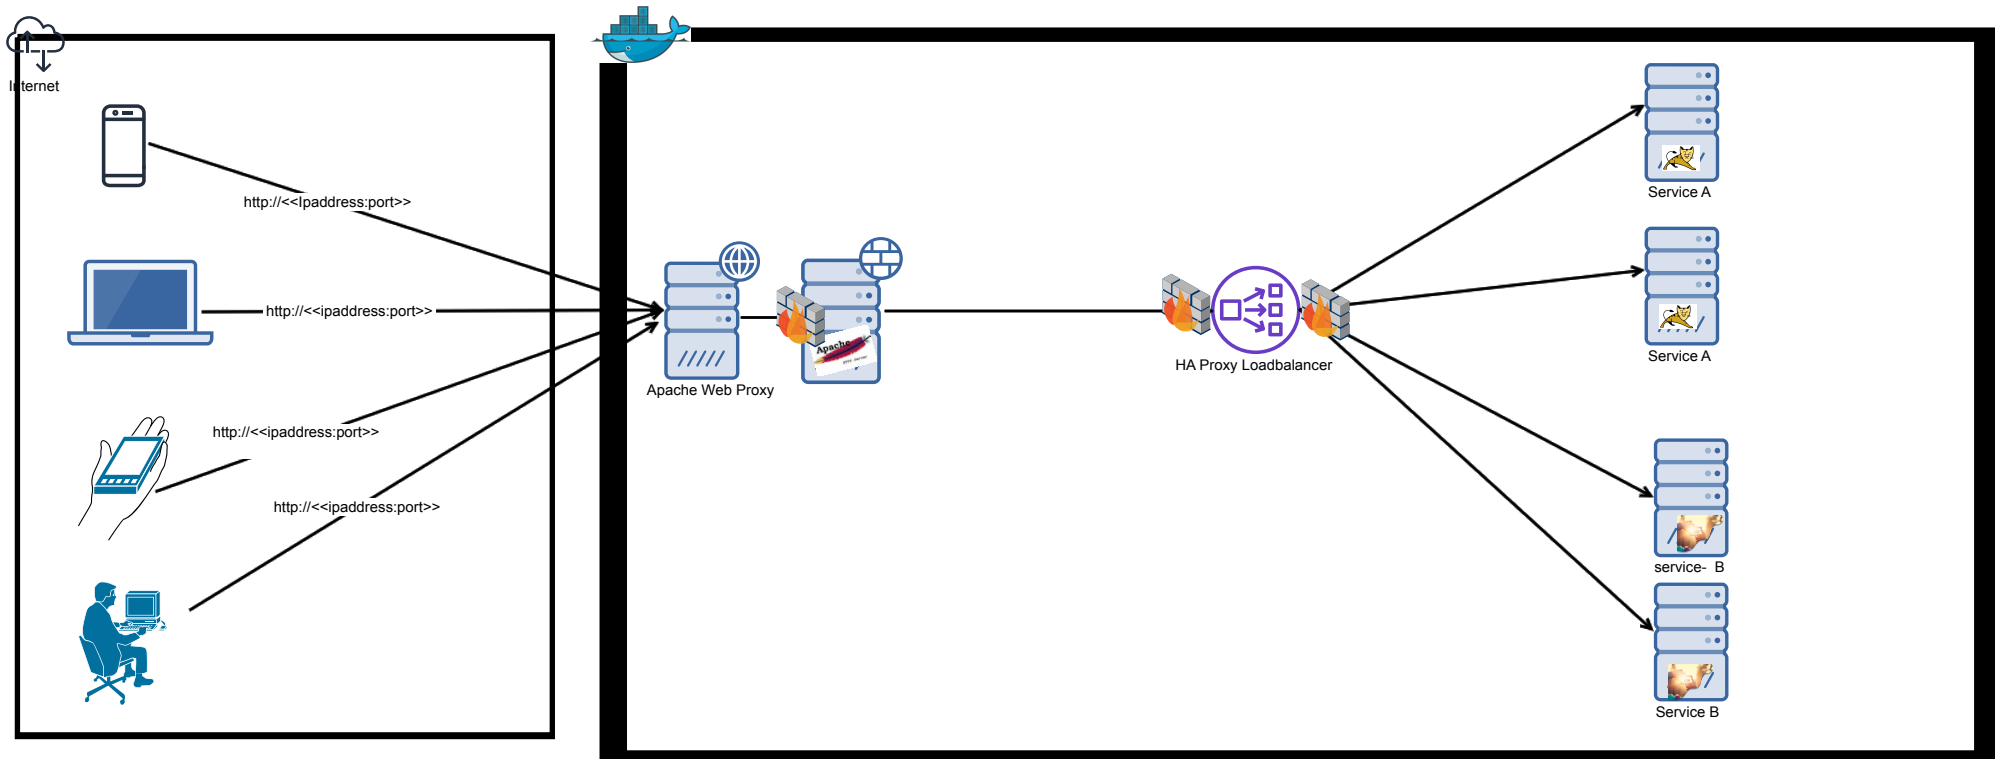 Internet
http://<<Ipaddress:port>>
http://<<ipaddress:port>>
http://<<ipaddress:port>>
http://<<ipaddress:port>>
Apache Web Proxy
Apache
HA Proxy Loadbalancer
Service A
Service A
service- B
Service B